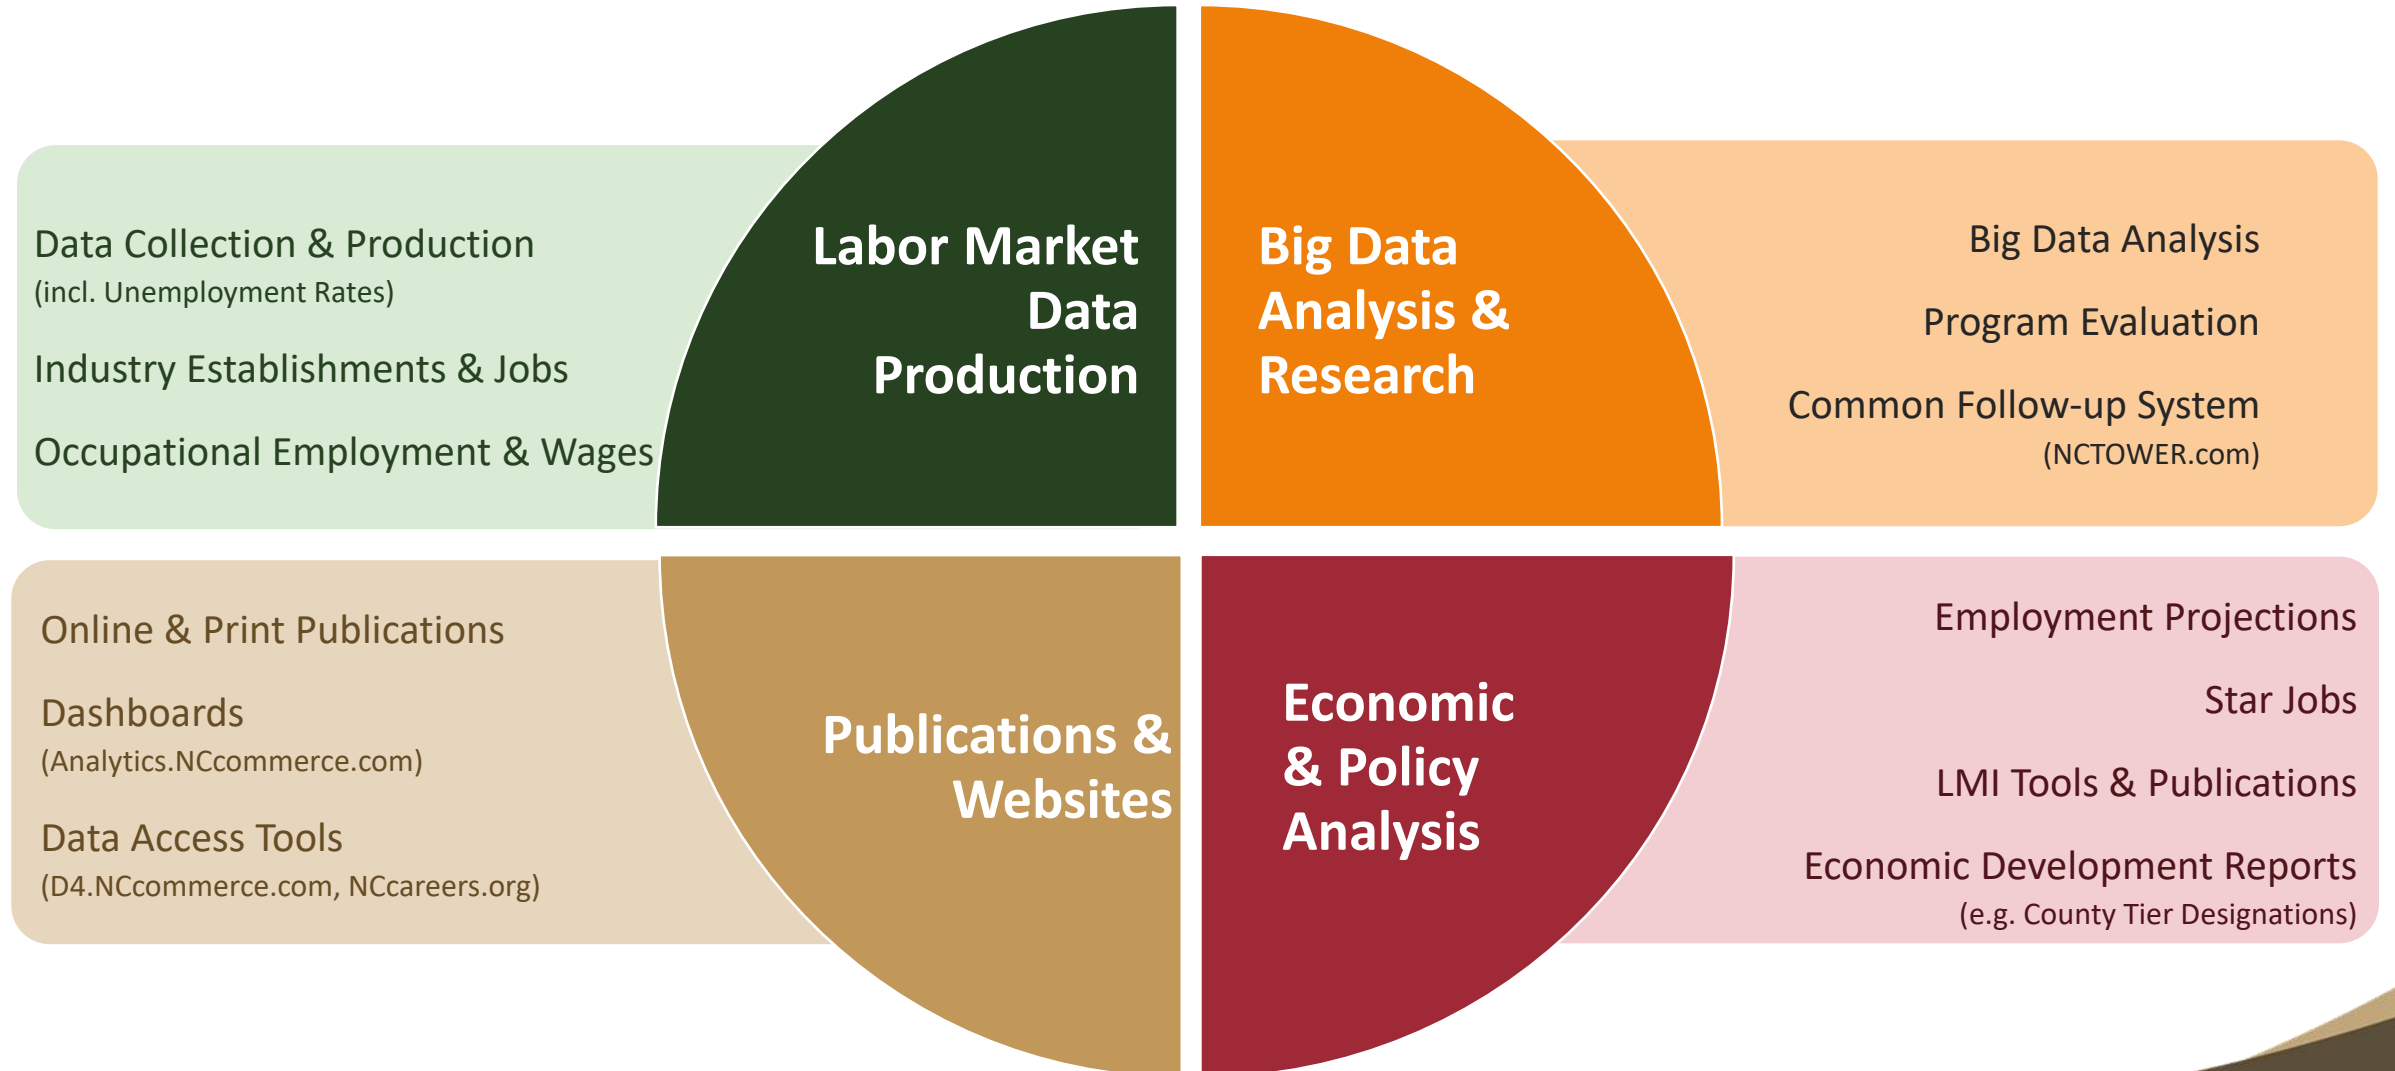 Data Collection & Production
(incl. Unemployment Rates)
Industry Establishments & Jobs
Occupational Employment & Wages
Labor Market
Data
Production
Big Data
Analysis &
Research
Big Data Analysis
Program Evaluation
Common Follow-up System
(NCTOWER.com)
Online & Print Publications
Dashboards
(Analytics.NCcommerce.com)
Data Access Tools
(D4.NCcommerce.com, NCcareers.org)
Publications &
Websites
Economic
& Policy
Analysis
Employment Projections
Star Jobs
LMI Tools & Publications
Economic Development Reports
(e.g. County Tier Designations)